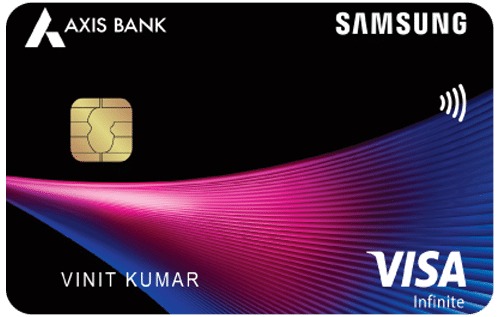 AXIS BANK
SAMSUNG
VINIT KUMAR
VISA
Infinite